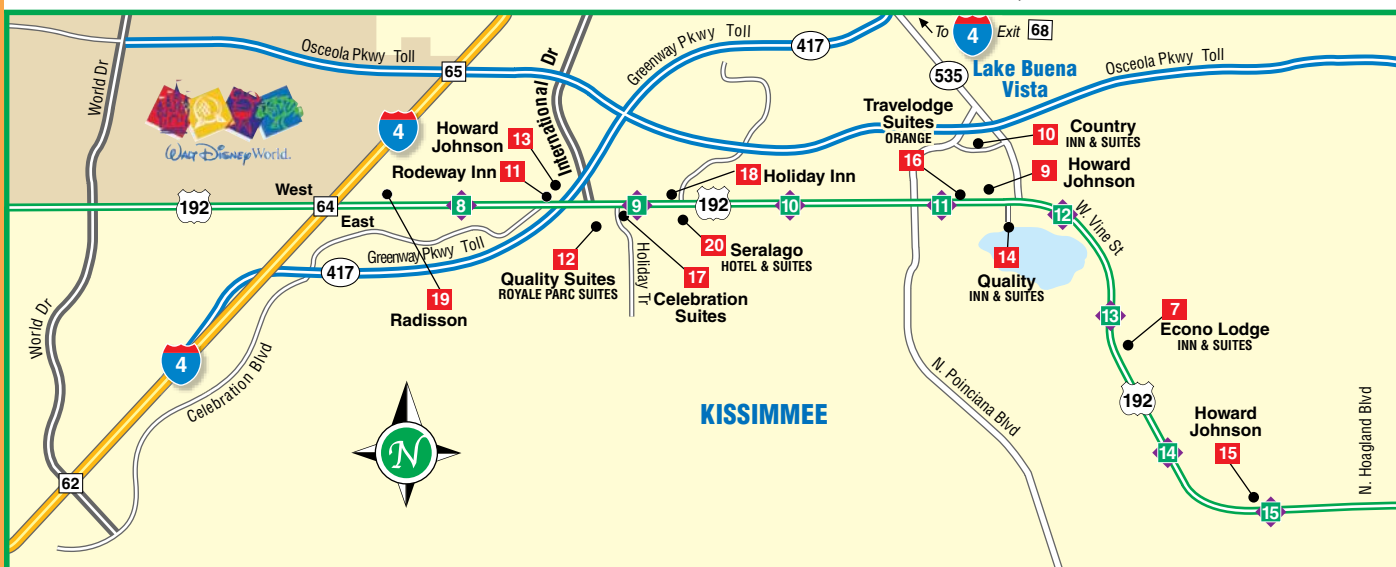 To
4
Exit
68
Osceola Pkwy Toll
65
International Dr
Greenway Pkwy Toll
417
535
Lake Buena
Vista
Osceola Pkwy Toll
World Dr
Walt Disney World.
4
Howard
Johnson
13
Rodeway Inn
11
Travelodge
Suites
ORANGE
16
10
Country
INN & SUITES
9
Howard
Johnson
18
Holiday Inn
192
West
64
East
8
9
192
10
11
12
W. Vine St
417
Greenway Pkwy Toll
19
Radisson
12
Quality Suites
ROYALE PARC SUITES
Holiday Tr
20
Seralago
HOTEL & SUITES
17
Celebration
Suites
14
Quality
INN & SUITES
13
7
Econo Lodge
INN & SUITES
World Dr
4
Celebration Blvd
N
KISSIMMEE
N. Poinciana Blvd
192
Howard
Johnson
15
14
15
N. Hoagland Blvd
62